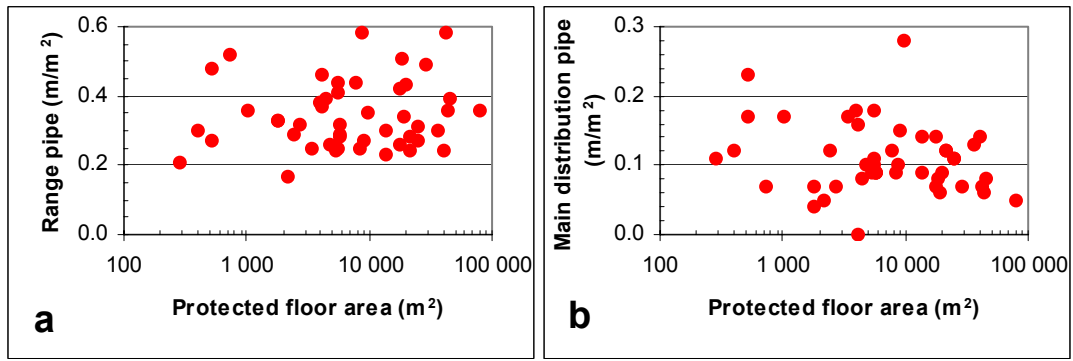 Range pipe (m/m²)
0.6
0.4
0.2
0.0
100 1 000 10 000 100 000
Protected floor area (m²)
a
Main distribution pipe
(m/m²)
0.3
0.2
0.1
0.0
100 1 000 10 000 100 000
Protected floor area (m²)
b